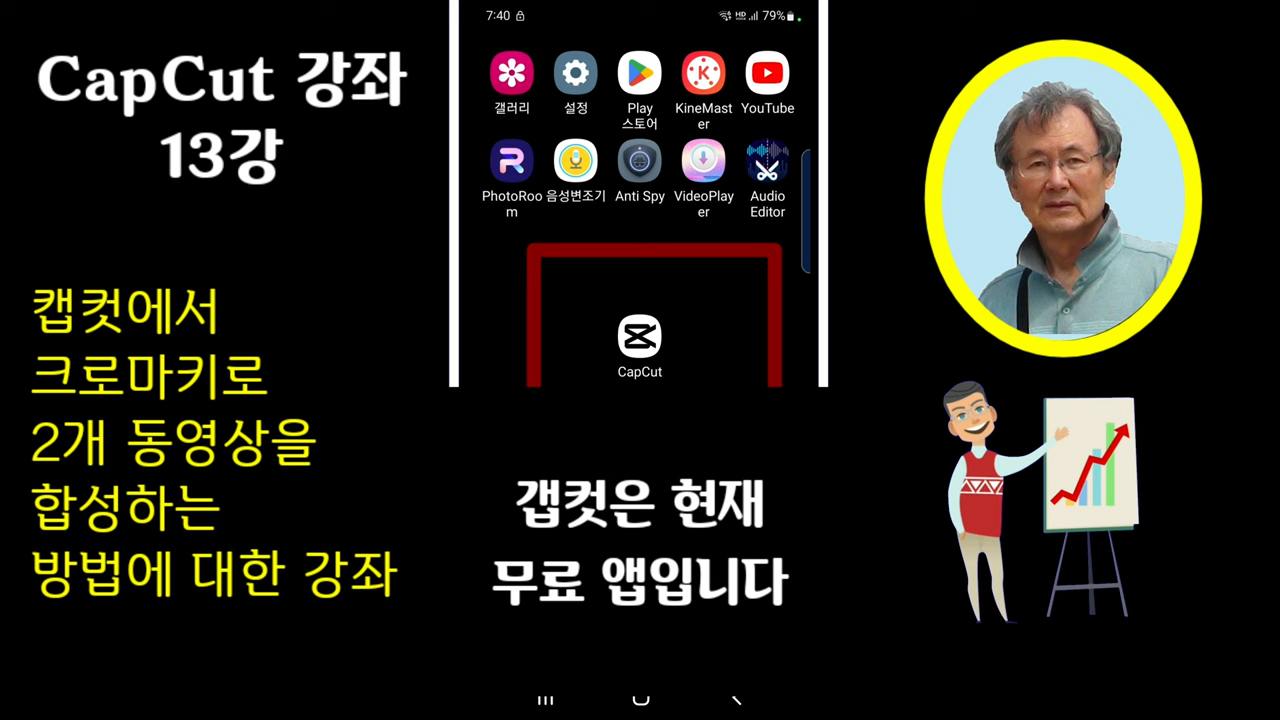 CapCut 강좌
13강
캡컷에서
크로마키로
2개 동영상을
합성하는
방법에 대한 강좌
7:40
HD
79%
갤러리
설정
Play
스토어
KineMast
er
YouTube
PhotoRoo
m
음성변조기
Anti Spy
VideoPlay
er
Audio
Editor
CapCut
갭컷은 현재
무료 앱입니다